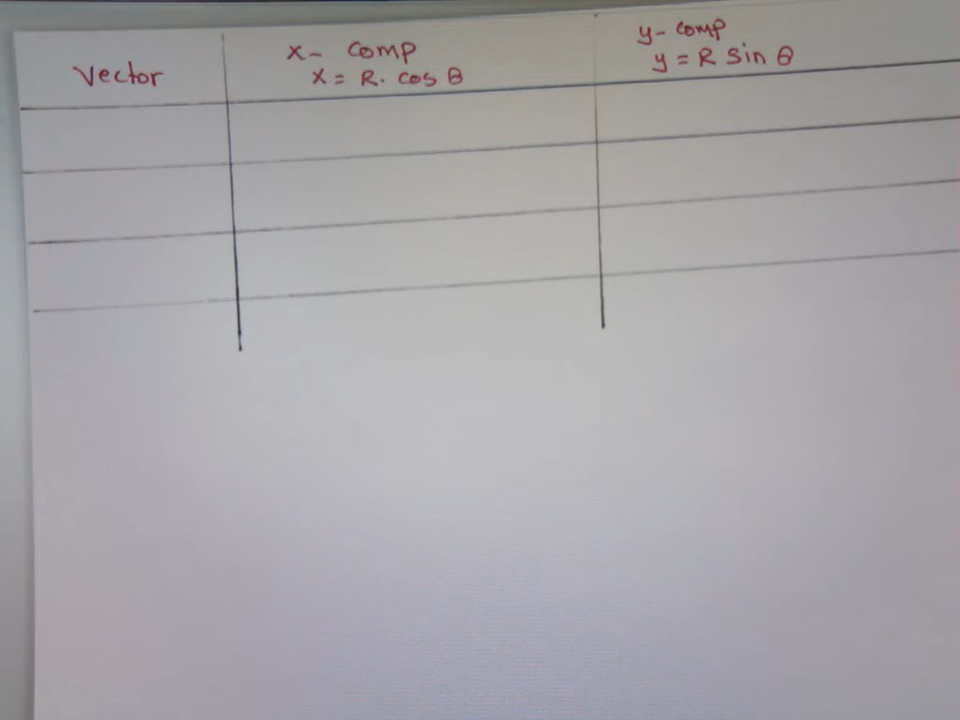 Vector
x- comp
x = R. cos θ
y- comp
y = R sin θ